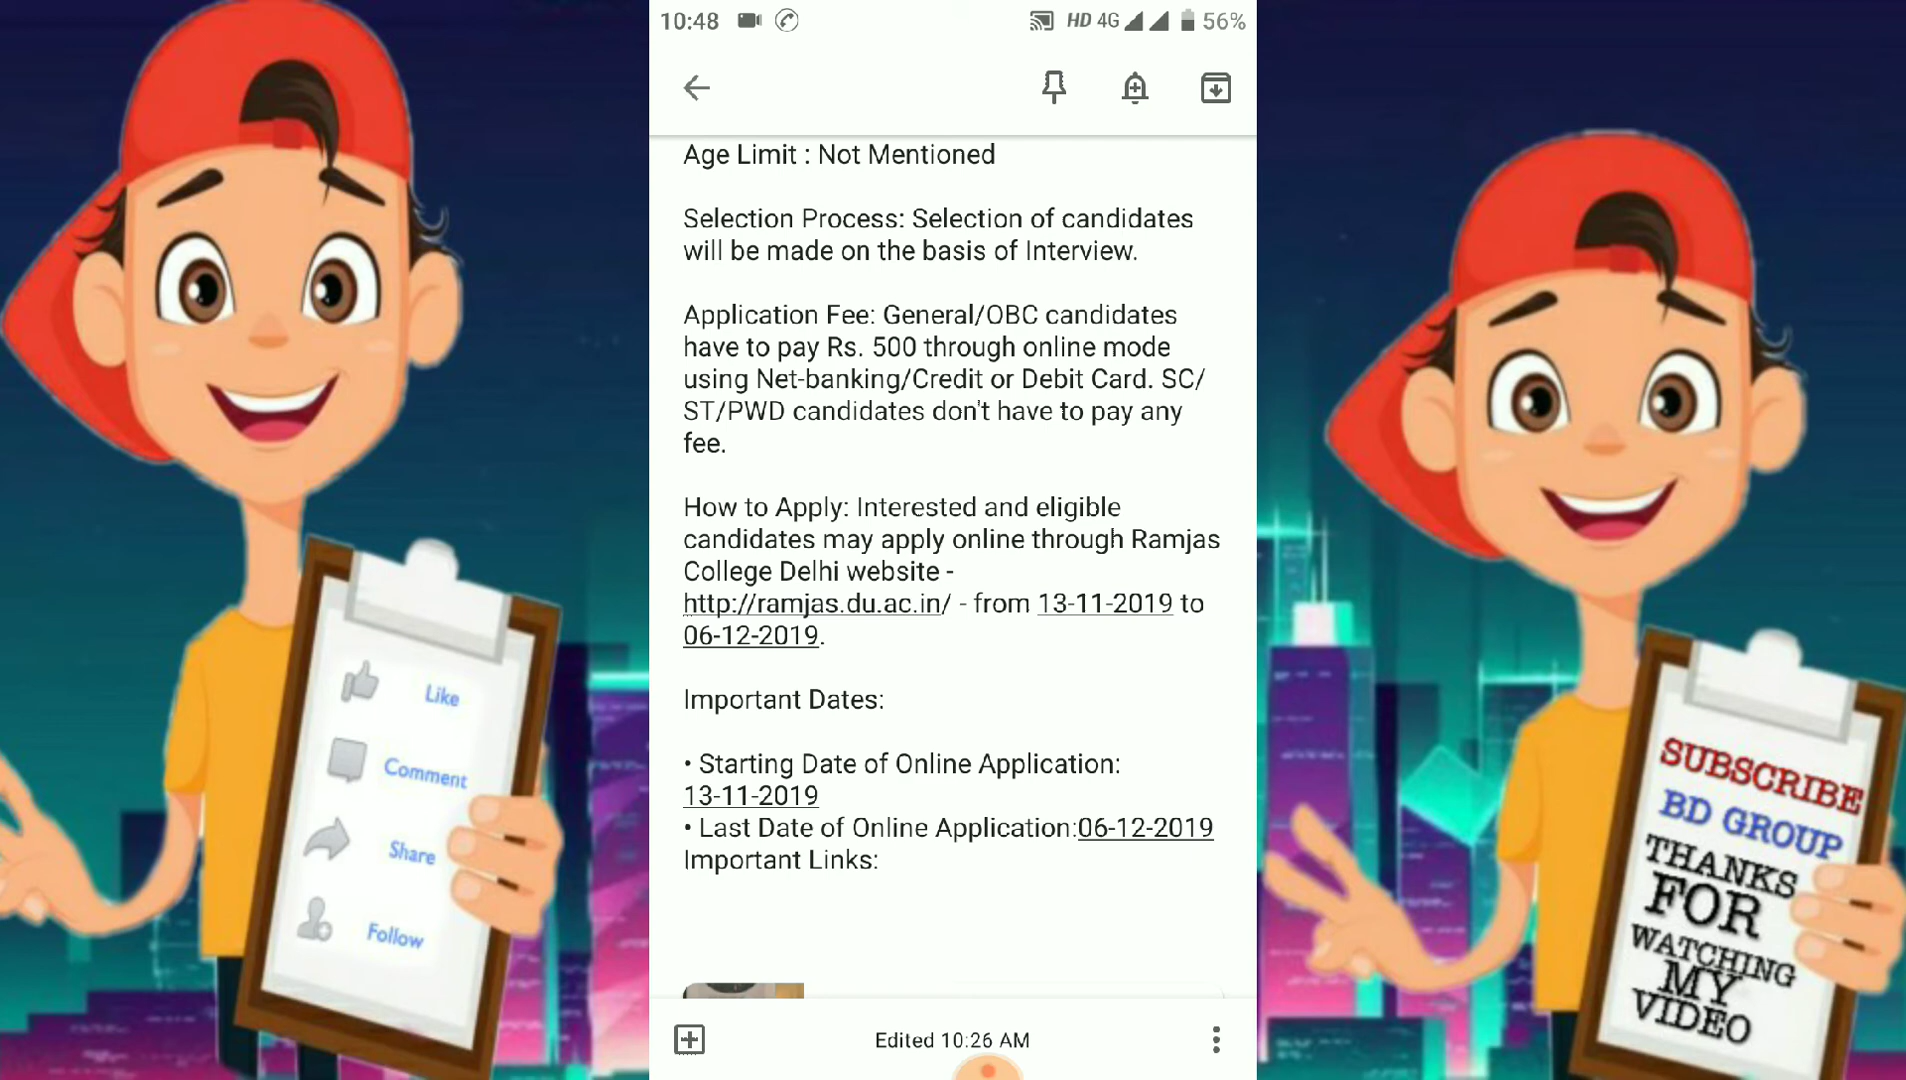 10:48 HD 4G 56%
Age Limit : Not Mentioned
Selection Process: Selection of candidates
will be made on the basis of Interview.
Application Fee: General/OBC candidates
have to pay Rs. 500 through online mode
using Net-banking/Credit or Debit Card. SC/
ST/PWD candidates don't have to pay any
fee.
How to Apply: Interested and eligible
candidates may apply online through Ramjas
College Delhi website -
http://ramjas.du.ac.in/ - from 13-11-2019 to
06-12-2019.
Important Dates:
• Starting Date of Online Application:
13-11-2019
• Last Date of Online Application:06-12-2019
Important Links:
Edited 10:26 AM
Like
Comment
Share
Follow
SUBSCRIBE
BD GROUP
THANKS
FOR
WATCHING
MY
VIDEO